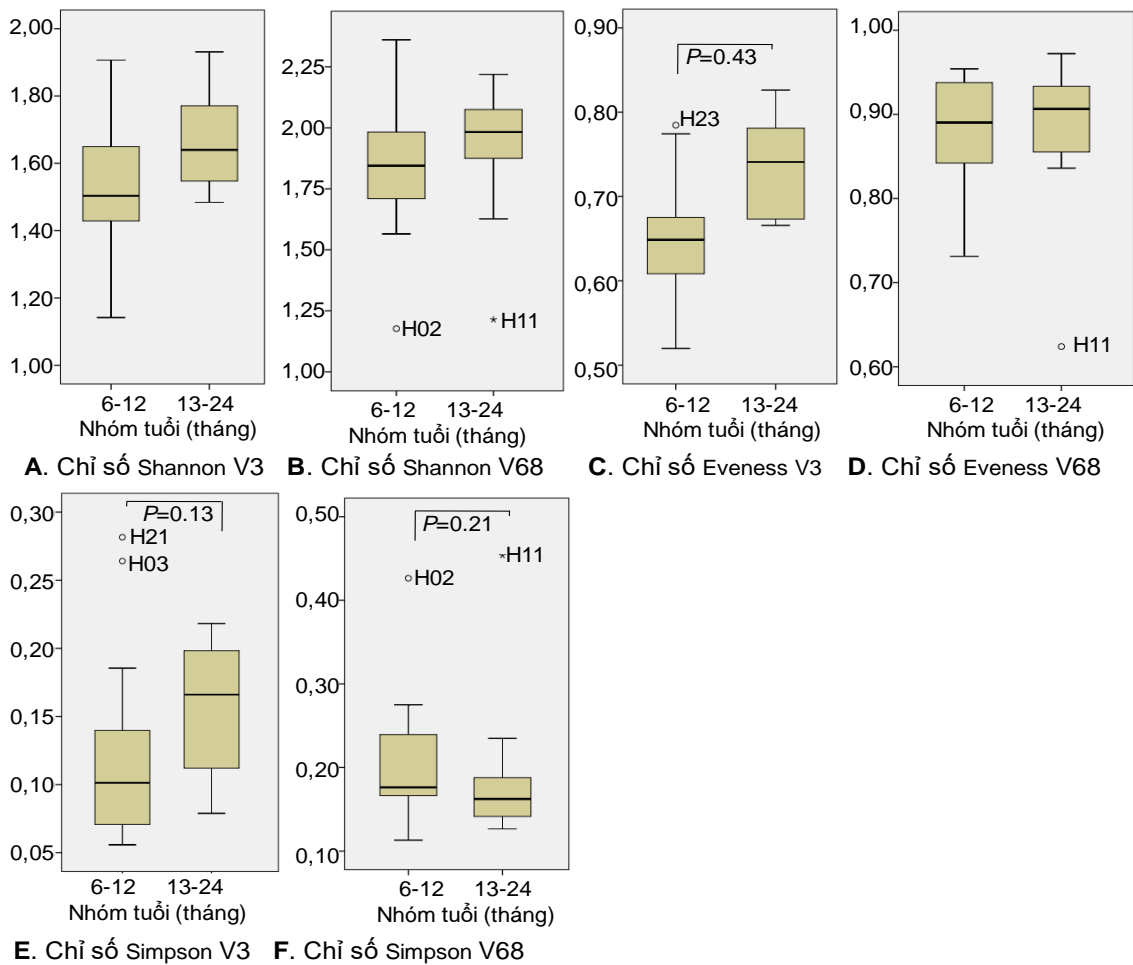 2,00
1,80
1,60
1,40
1,20
1,00
6-12 13-24
Nhóm tuổi (tháng)
A. Chỉ số Shannon V3
2,25
2,00
1,75
1,50
1,25
1,00
H02
H11
6-12 13-24
Nhóm tuổi (tháng)
B. Chỉ số Shannon V68
0,90
0,80
0,70
0,60
0,50
P=0.43
H23
6-12 13-24
Nhóm tuổi (tháng)
C. Chỉ số Eveness V3
1,00
0,90
0,80
0,70
0,60
H11
6-12 13-24
Nhóm tuổi (tháng)
D. Chỉ số Eveness V68
0,30
0,25
0,20
0,15
0,10
0,05
P=0.13
H21
H03
6-12 13-24
Nhóm tuổi (tháng)
E. Chỉ số Simpson V3
0,50
0,40
0,30
0,20
0,10
P=0.21
H02
H11
6-12 13-24
Nhóm tuổi (tháng)
F. Chỉ số Simpson V68